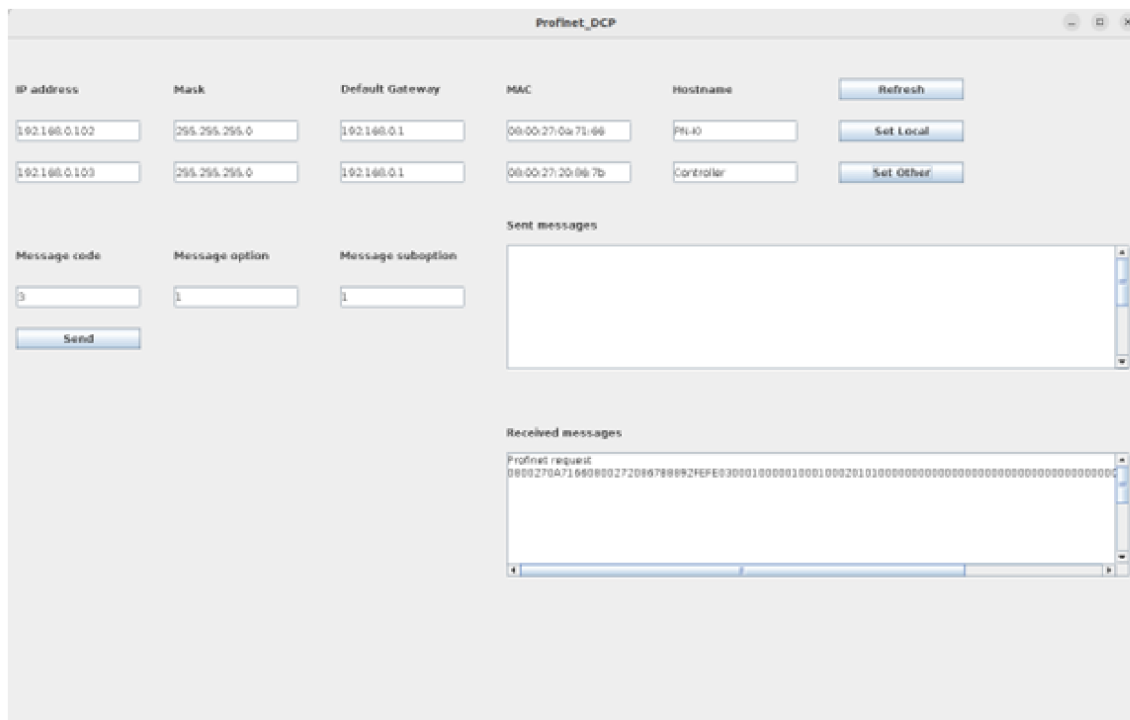 Profinet_DCP
IP address Mask Default Gateway MAC Hostname Refresh
192.168.0.102 255.255.255.0 192.168.0.1 08:00:27:0a:71:66 PN-IO Set Local
192.168.0.103 255.255.255.0 192.168.0.1 08:00:27:20:86:7b Controller Set Other
Sent messages
Message code Message option Message suboption
3 1 1
Send
Received messages
Profinet request